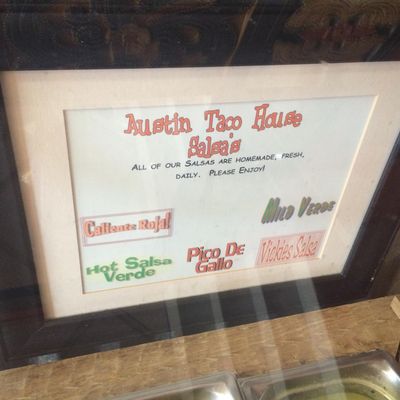 Austin Taco House
Salsa's
All of our Salsas are homemade, fresh,
daily. Please Enjoy!
Mild Verde
Caliente Roja!
Hot Salsa
Verde
Pico De
Gallo
Vickies Salsa